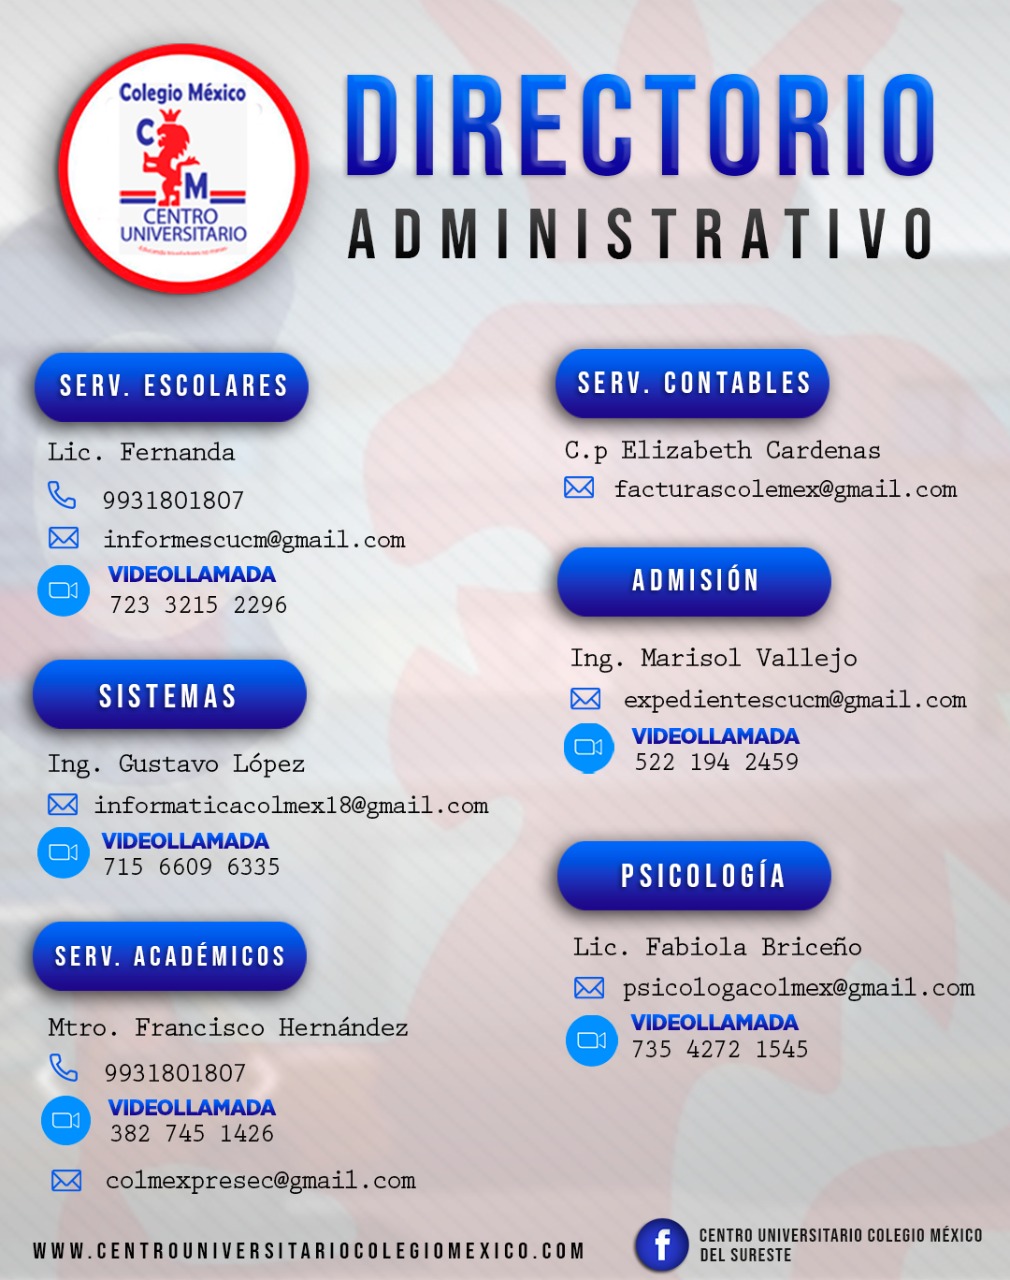 Colegio México
C
M
CENTRO
UNIVERSITARIO
DIRECTORIO
ADMINISTRATIVO
SERV. ESCOLARES
Lic. Fernanda
9931801807
informescucm@gmail.com
VIDEOLLAMADA
723 3215 2296
SISTEMAS
Ing. Gustavo López
informaticacolmex18@gmail.com
VIDEOLLAMADA
715 6609 6335
SERV. ACADÉMICOS
Mtro. Francisco Hernández
9931801807
VIDEOLLAMADA
382 745 1426
colmexpresec@gmail.com
SERV. CONTABLES
C.p Elizabeth Cardenas
facturascolemex@gmail.com
ADMISIÓN
Ing. Marisol Vallejo
expedientescucm@gmail.com
VIDEOLLAMADA
522 194 2459
PSICOLOGÍA
Lic. Fabiola Briceño
psicologacolmex@gmail.com
VIDEOLLAMADA
735 4272 1545
WWW.CENTROUNIVERSITARIOCOLEGIOMEXICO.COM
f
CENTRO UNIVERSITARIO COLEGIO MÉXICO
DEL SURESTE